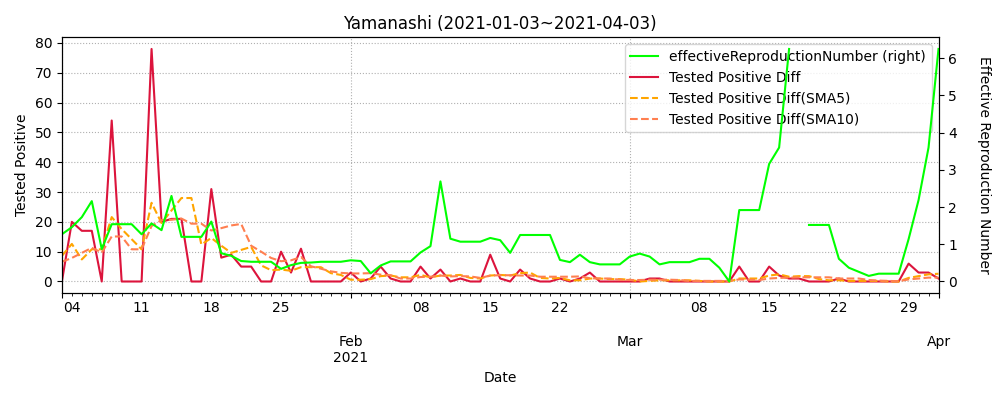 Yamanashi (2021-01-03~2021-04-03)
effectiveReproductionNumber (right)
Tested Positive Diff
Tested Positive Diff(SMA5)
Tested Positive Diff(SMA10)
Tested Positive
80
70
60
50
40
30
20
10
0
Effective Reproduction Number
6
5
4
3
2
1
0
04 11 18 25 08 15 22 08 15 22 29
Feb Mar Apr
2021
Date